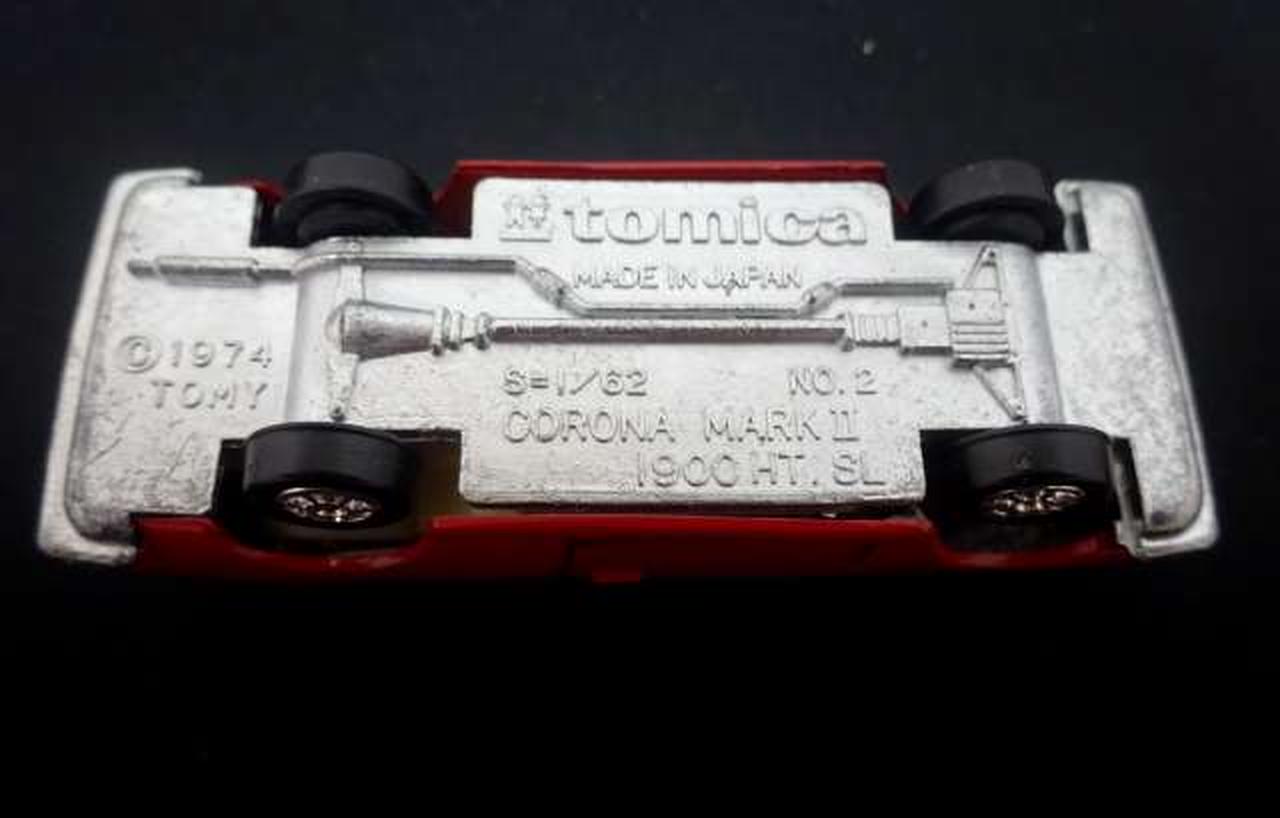 tomica
MADE IN JAPAN
©1974
TOMY
S=1/62 NO. 2
CORONA MARK II
1900 HT. SL